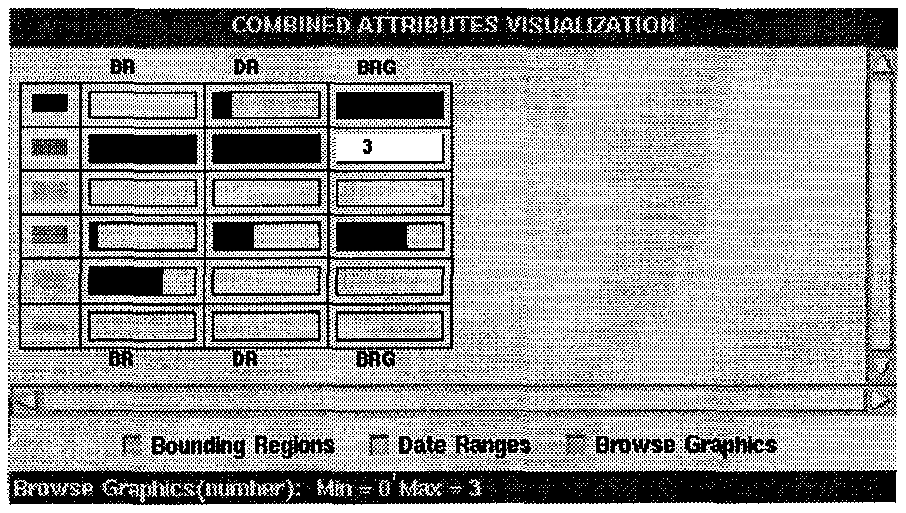 COMBINED ATTRIBUTES VISUALIZATION
BR DR BRG
3
BR DR BRG
Bounding Regions Date Ranges Browse Graphics
Browse Graphics(number): Min = 0 Max = 3